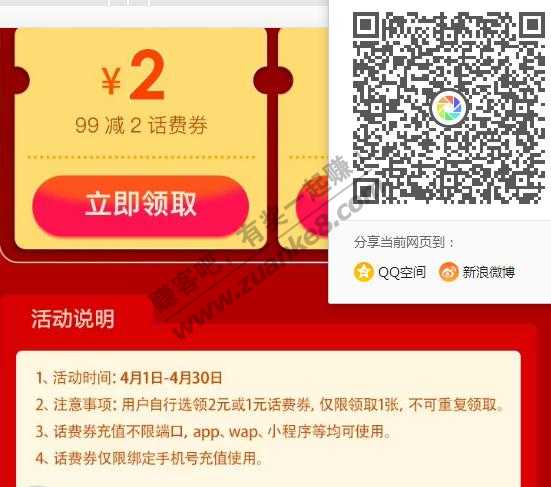 ¥2
99 减 2 话费券
立即领取
分享当前网页到：
QQ空间 新浪微博
赚客吧,有奖一起赚
www.zuanke8.com
活动说明
1、活动时间：4月1日-4月30日
2、注意事项：用户自行选领2元或1元话费券, 仅限领取1张，不可重复领取。
3、话费券充值不限端口，app、wap、小程序等均可使用。
4、话费券仅限绑定手机号充值使用。